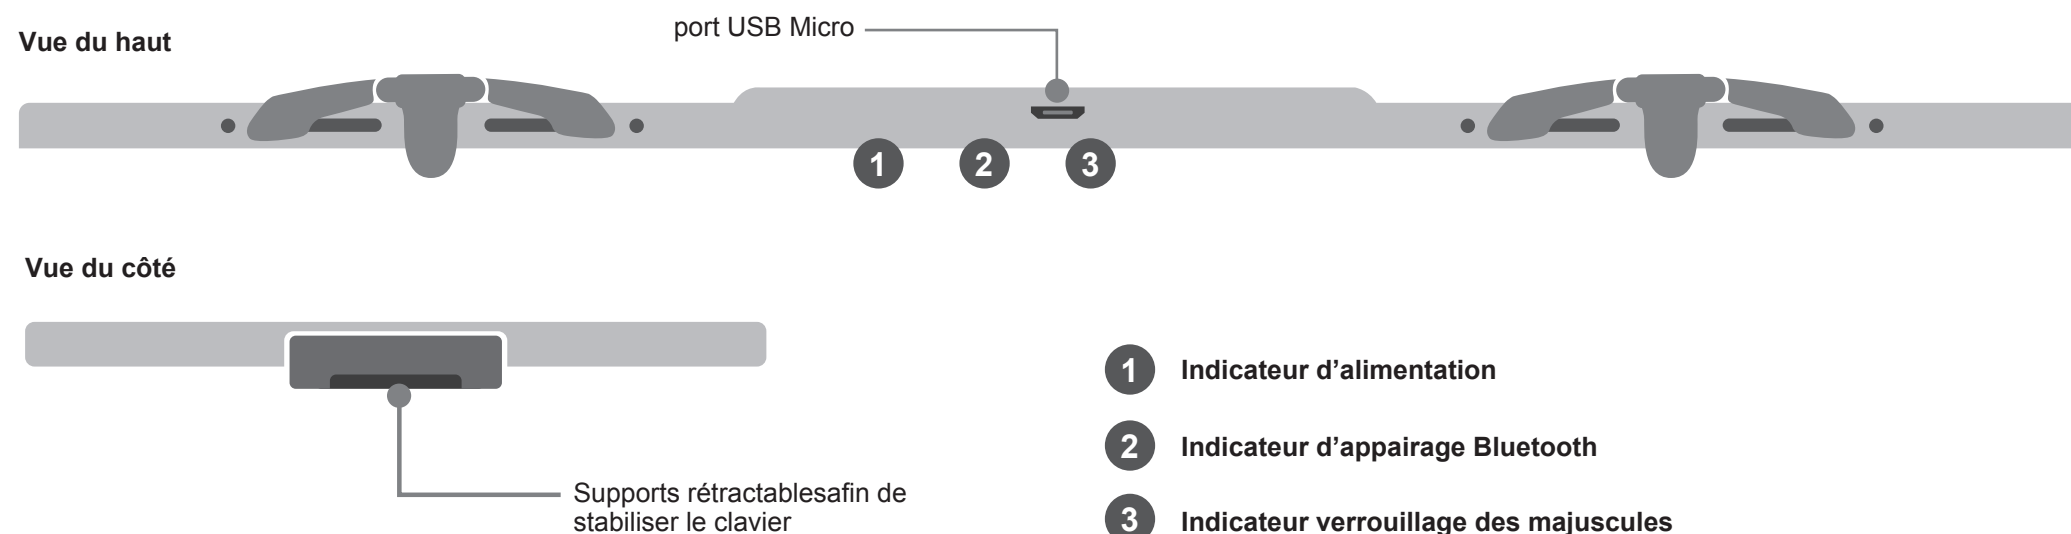 port USB Micro
Vue du haut
1 2 3
Vue du côté
1 Indicateur d’alimentation
2 Indicateur d’appairage Bluetooth
Supports rétractablesafin de
stabiliser le clavier
3 Indicateur verrouillage des majuscules